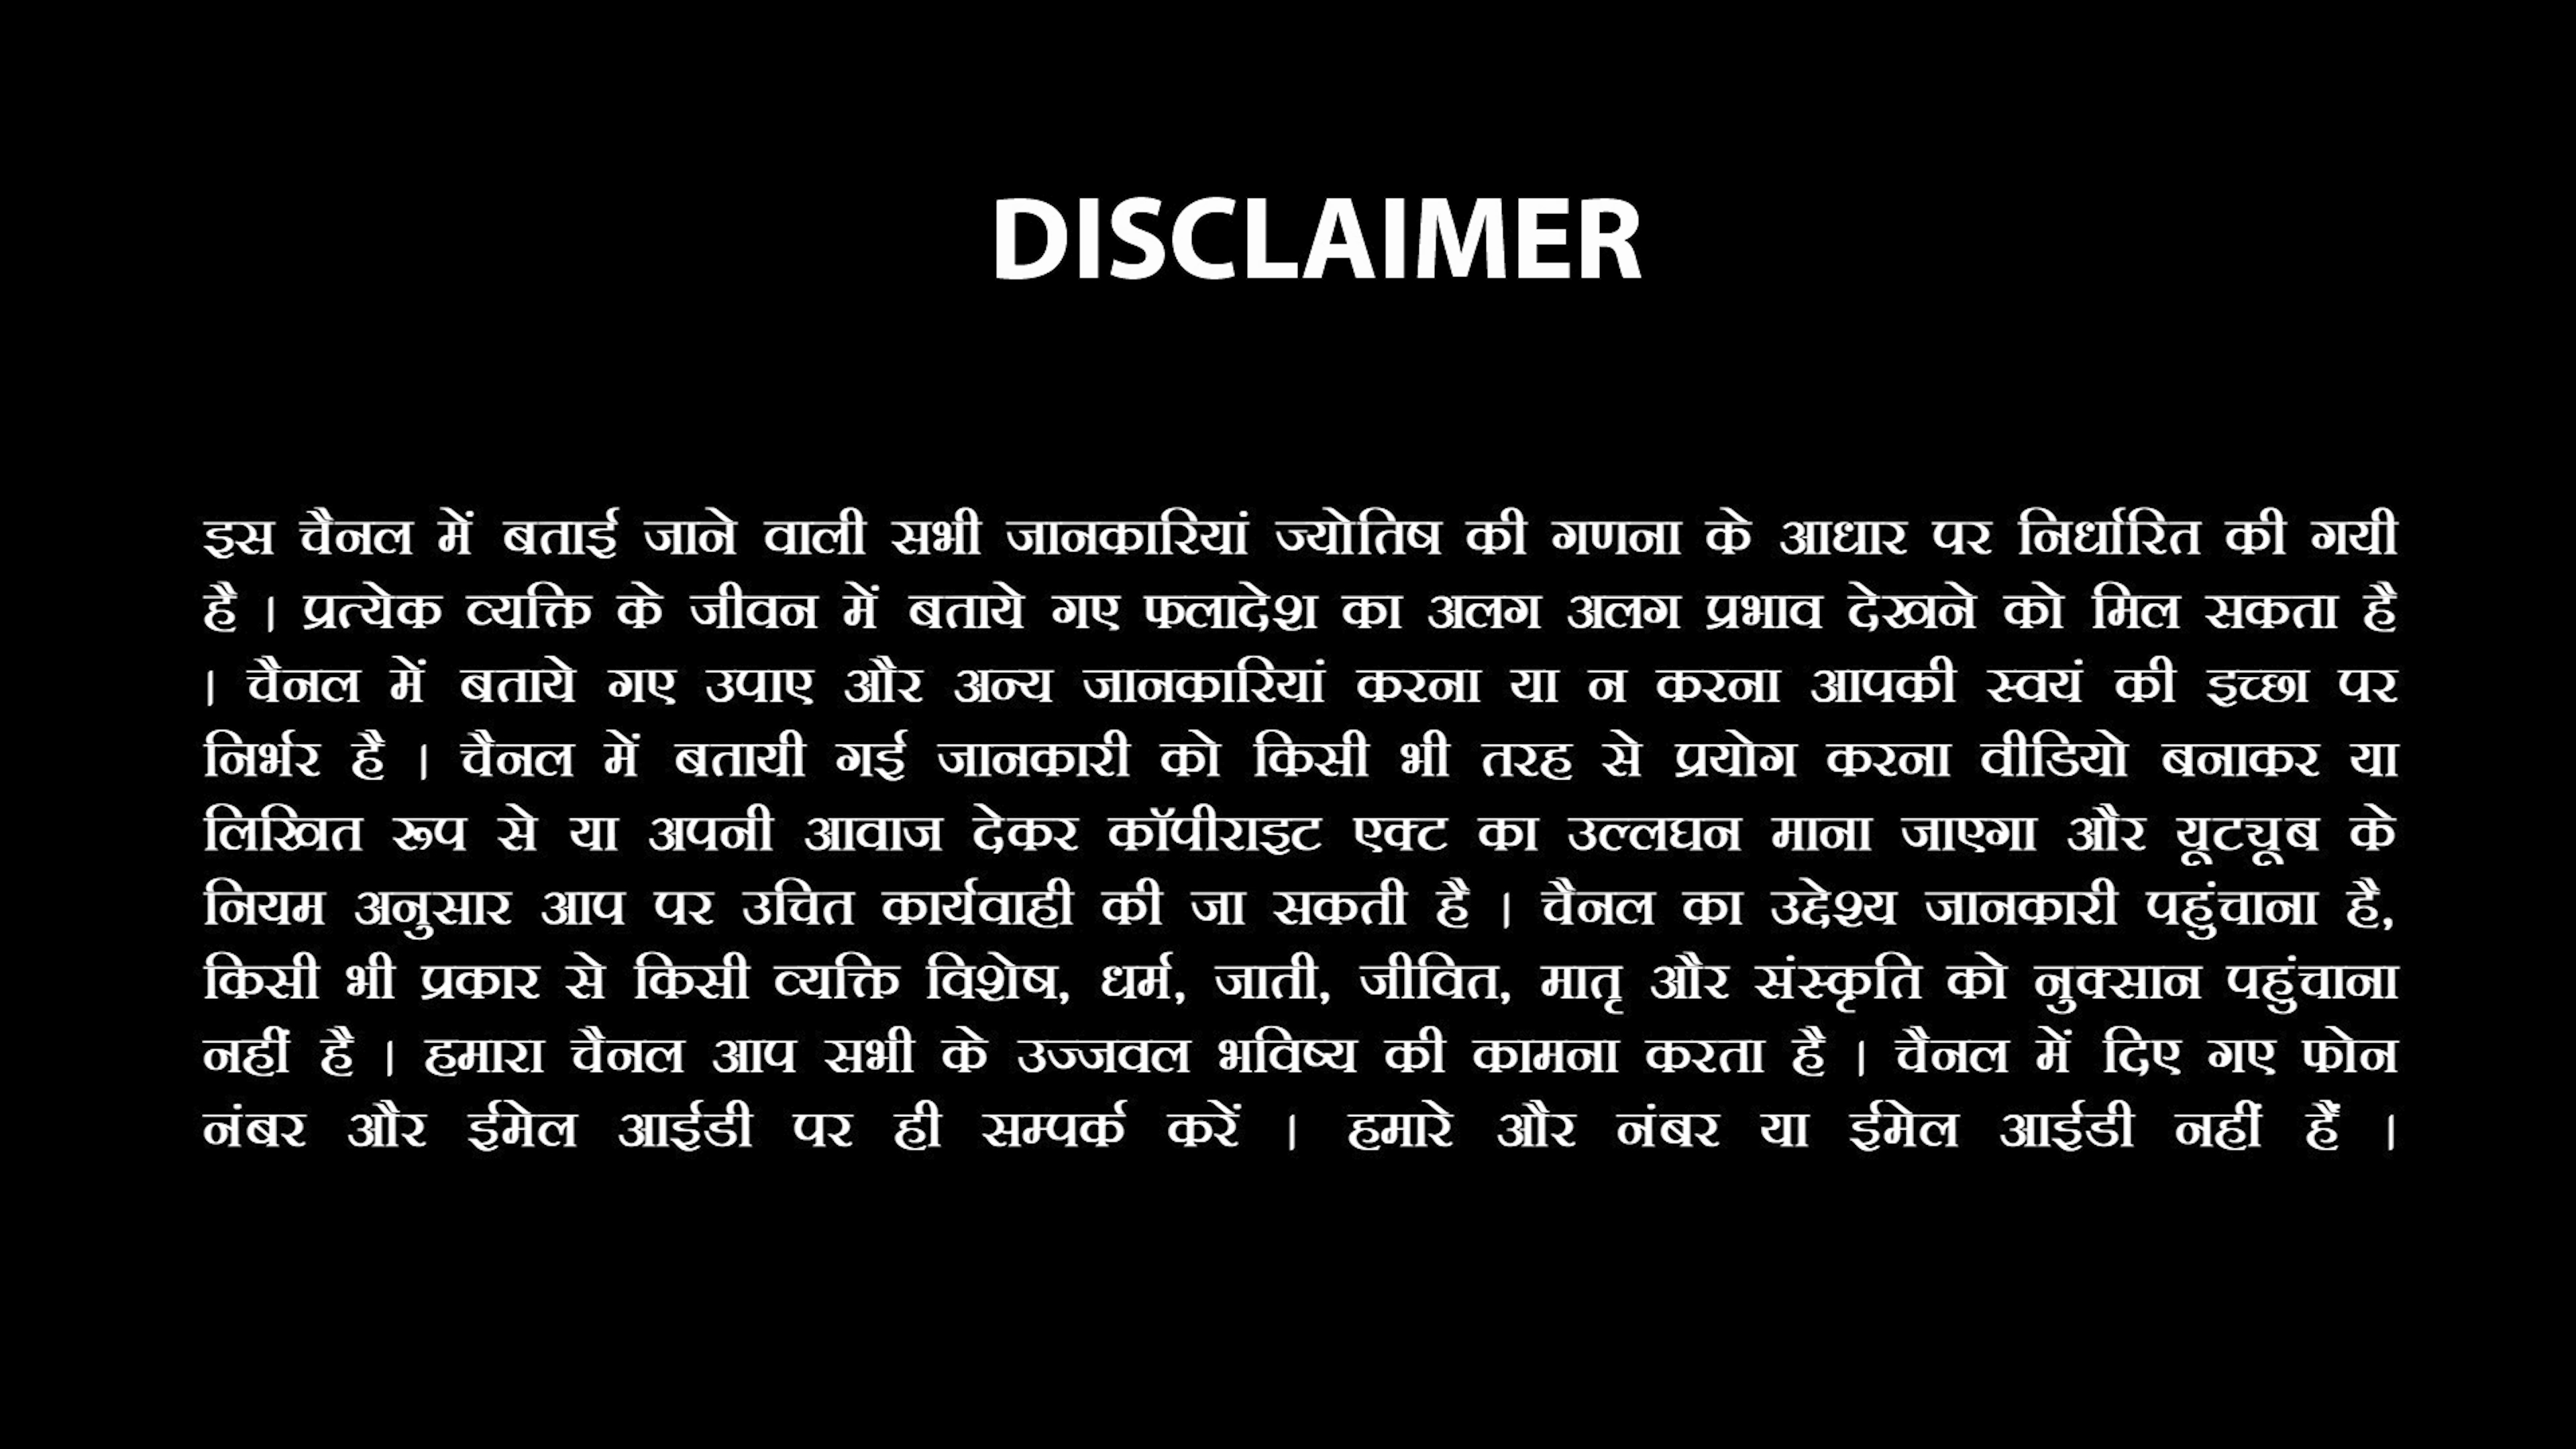 DISCLAIMER
इस चैनल में बताई जाने वाली सभी जानकारियां ज्योतिष की गणना के आधार पर निर्धारित की गयी
है । प्रत्येक व्यक्ति के जीवन में बताये गए फलादेश का अलग अलग प्रभाव देखने को मिल सकता है
। चैनल में बताये गए उपाए और अन्य जानकारियां करना या न करना आपकी स्वयं की इच्छा पर
निर्भर है । चैनल में बतायी गई जानकारी को किसी भी तरह से प्रयोग करना वीडियो बनाकर या
लिखित रूप से या अपनी आवाज देकर कॉपीराइट एक्ट का उल्लघन माना जाएगा और यूटयूब के
नियम अनुसार आप पर उचित कार्यवाही की जा सकती है । चैनल का उद्देश्य जानकारी पहुंचाना है,
किसी भी प्रकार से किसी व्यक्ति विशेष, धर्म, जाती, जीवित, मातृ और संस्कृति को नुक्सान पहुंचाना
नहीं है । हमारा चैनल आप सभी के उज्जवल भविष्य की कामना करता है । चैनल में दिए गए फोन
नंबर और ईमेल आईडी पर ही सम्पर्क करें । हमारे और नंबर या ईमेल आईडी नहीं हैं ।